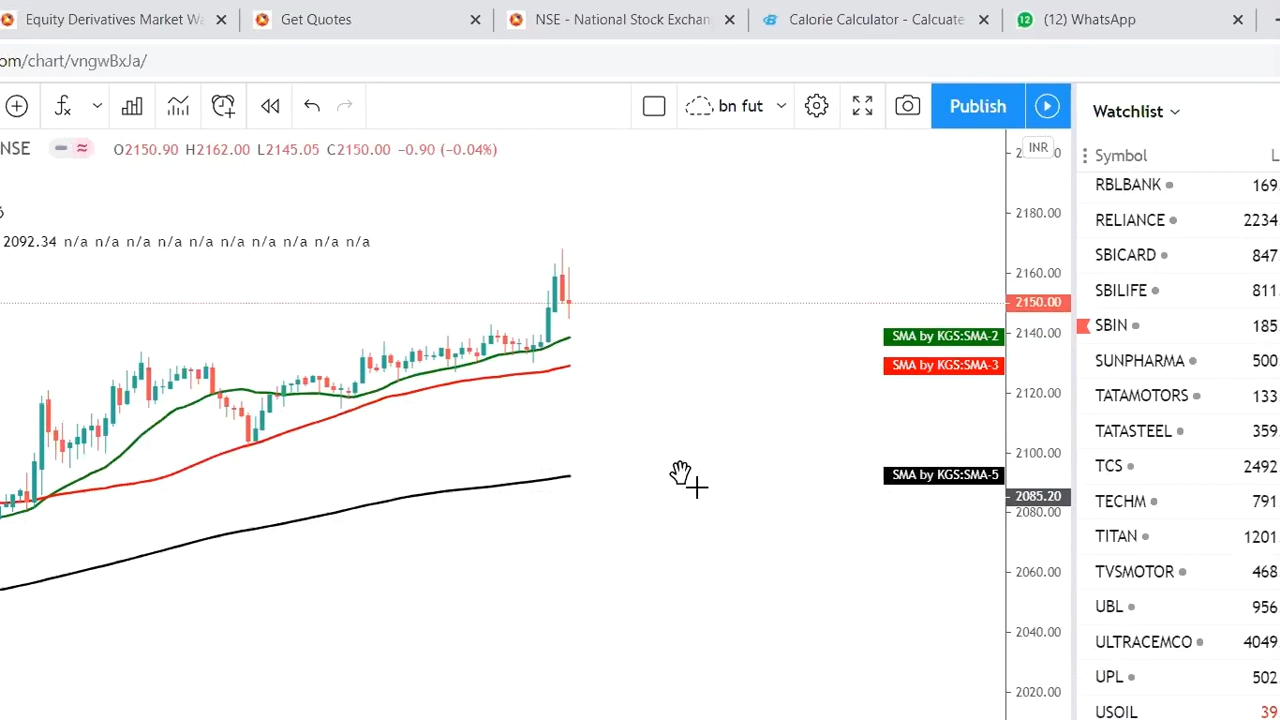 Equity Derivatives Market Wa
Get Quotes
NSE - National Stock Exchan
Calorie Calculator - Calcuate
12
(12) WhatsApp
om/chart/vngwBxJa/
bn fut
Publish
Watchlist
NSE
O2150.90 H2162.00 L2145.05 C2150.00 −0.90 (−0.04%)
INR
Symbol
L
2092.34 n/a n/a n/a n/a n/a n/a n/a n/a n/a n/a
2180.00
2160.00
2150.00
2140.00
2120.00
2100.00
2085.20
2080.00
2060.00
2040.00
2020.00
SMA by KGS:SMA-2
SMA by KGS:SMA-3
SMA by KGS:SMA-5
RBLBANK 169
RELIANCE 2234
SBICARD 847
SBILIFE 811
SBIN 185
SUNPHARMA 500
TATAMOTORS 133
TATASTEEL 359
TCS 2492
TECHM 791
TITAN 1201
TVSMOTOR 468
UBL 956
ULTRACEMCO 4049
UPL 502
USOIL 39